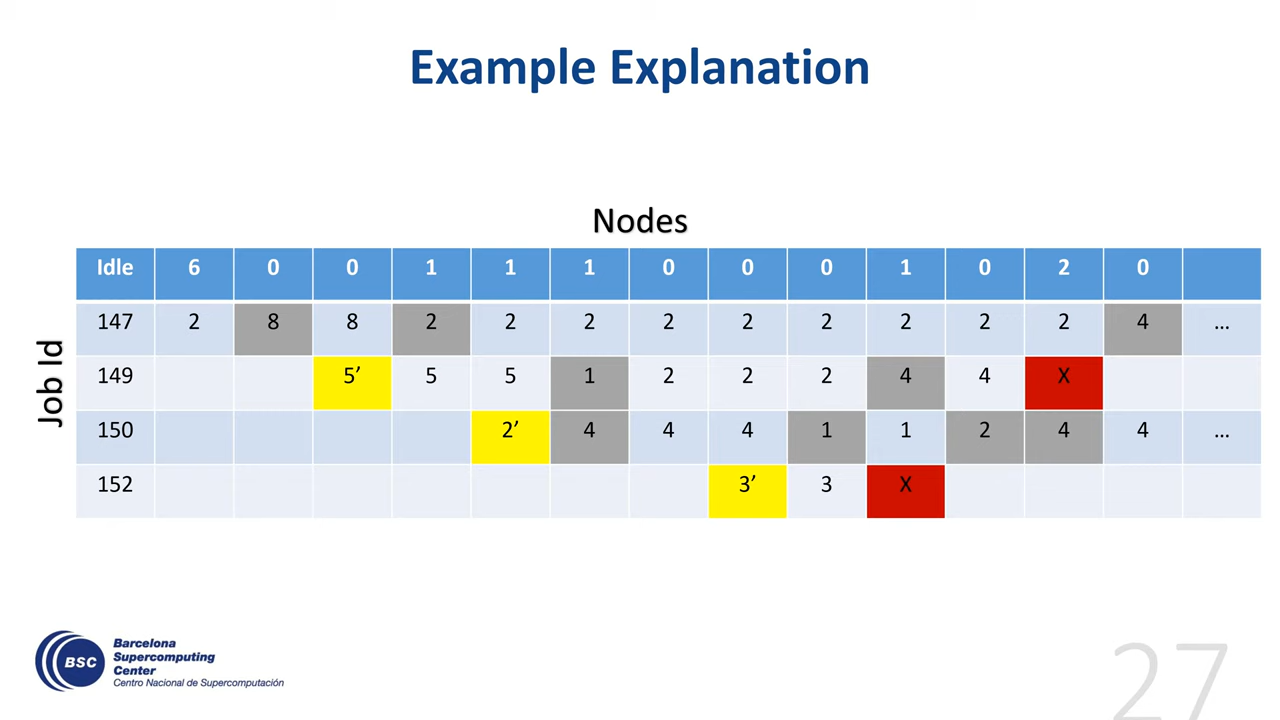 Example Explanation
Nodes
Job Id
Idle 6 0 0 1 1 1 0 0 0 1 0 2 0
147 2 8 8 2 2 2 2 2 2 2 2 2 4 ...
149 5’ 5 5 1 2 2 2 4 4 X
150 2’ 4 4 4 1 1 2 4 4 ...
152 3’ 3 X
BSC
Barcelona
Supercomputing
Center
Centro Nacional de Supercomputación
27